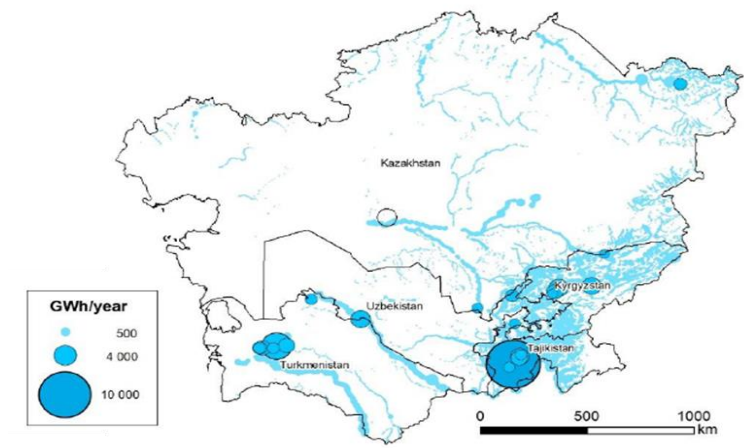 Kazakhstan
Kyrgyzstan
Uzbekistan
Tajikistan
Turkmenistan
GWh/year
500
4 000
10 000
0 500 1000
km